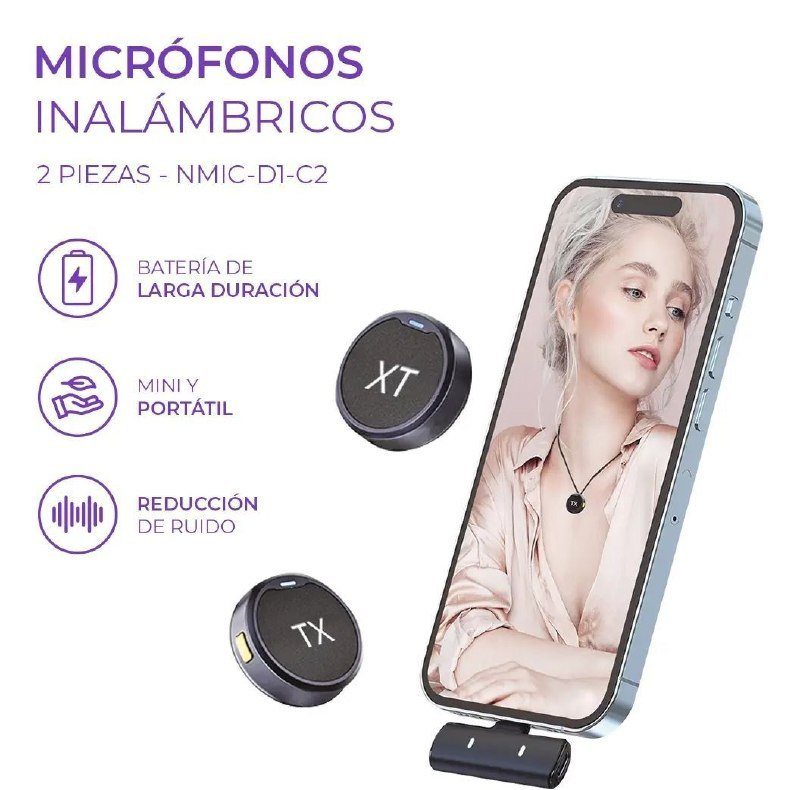 MICRÓFONOS
INALÁMBRICOS
2 PIEZAS - NMIC-D1-C2
BATERÍA DE
LARGA DURACIÓN
MINI Y
PORTÁTIL
REDUCCIÓN
DE RUIDO
XT
TX
TX